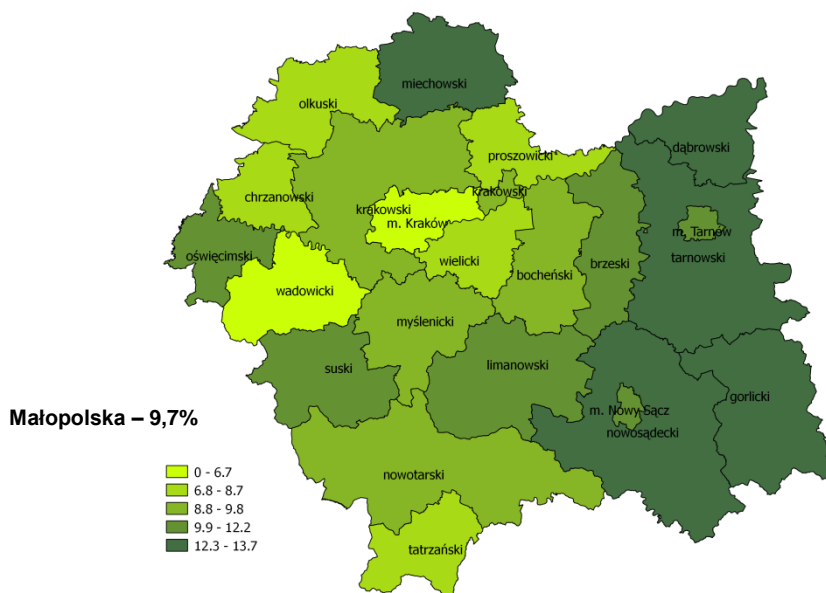 miechowski
olkuski
dąbrowski
proszowicki
chrzanowski
krakowski
krakowski
m. Kraków
m. Tarnów
tarnowski
oświęcimski
wielicki
bocheński
brzeski
wadowicki
myślenicki
limanowski
suski
gorlicki
m. Nowy Sącz
nowosądecki
Małopolska – 9,7%
nowotarski
tatrzański
0 - 6.7
6.8 - 8.7
8.8 - 9.8
9.9 - 12.2
12.3 - 13.7